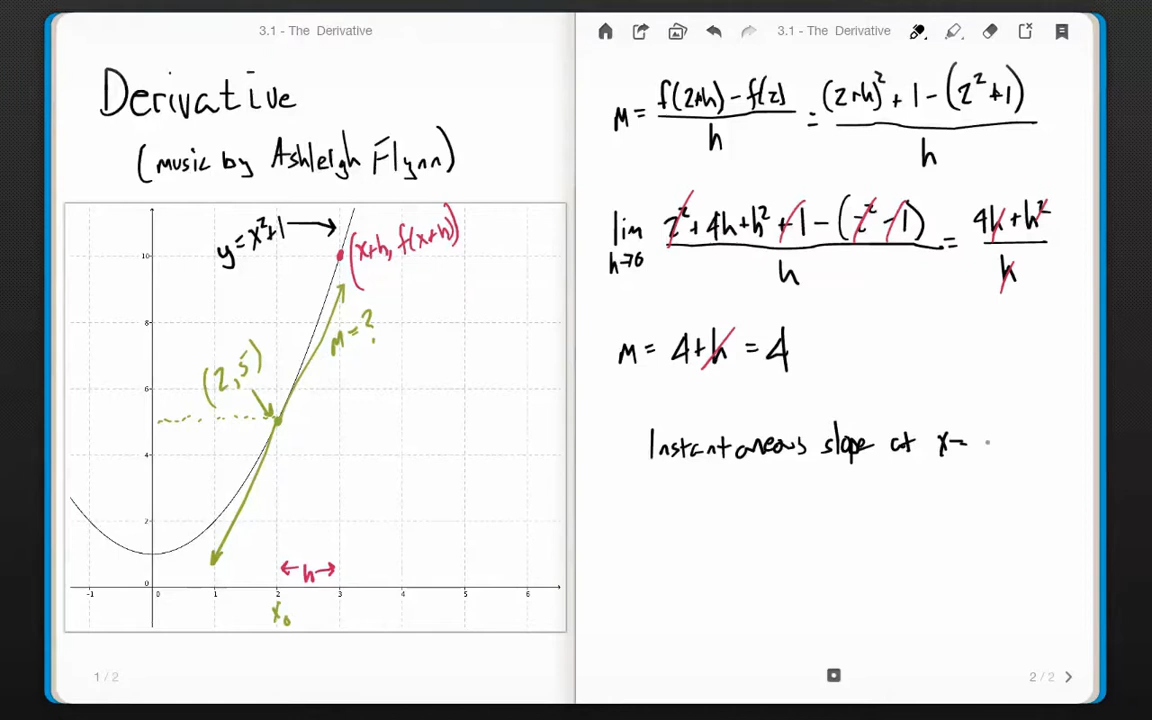 3.1 - The Derivative
Derivative
(music by Ashleigh Flynn)
y=x²+1
(x+h, f(x+h))
10
8
M=?
(2,5)
6
4
2
h
0
-1 0 1 2 3 4 5 6
x₀
1 / 2
3.1 - The Derivative
M = f(2+h) - f(2) / h = (2+h)² + 1 - (2² + 1) / h
lim h→0 2² + 4h + h² + 1 - (2² - 1) / h = 4h + h² / h
M = 4 + h = 4
Instantaneous slope at x=
2 / 2